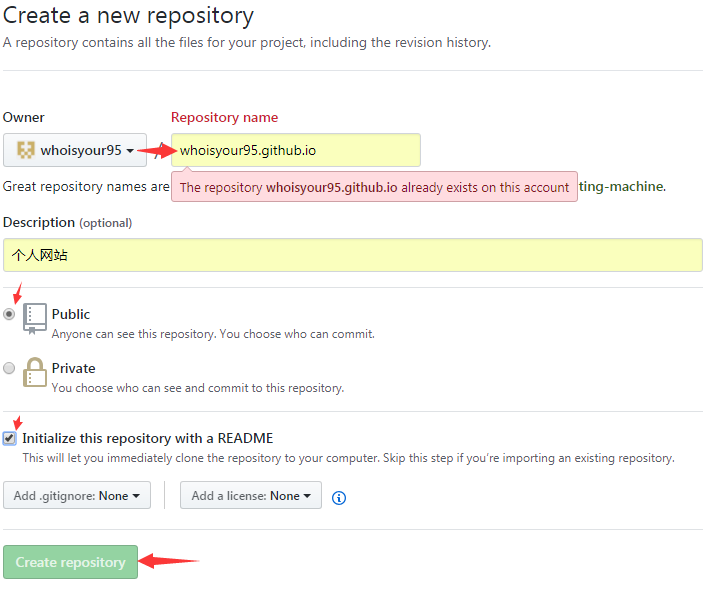 Create a new repository
A repository contains all the files for your project, including the revision history.
Owner
Repository name
whoisyour95 / whoisyour95.github.io
Great repository names are
The repository whoisyour95.github.io already exists on this account
ting-machine.
Description (optional)
个人网站
Public
Anyone can see this repository. You choose who can commit.
Private
You choose who can see and commit to this repository.
Initialize this repository with a README
This will let you immediately clone the repository to your computer. Skip this step if you’re importing an existing repository.
Add .gitignore: None
Add a license: None
Create repository